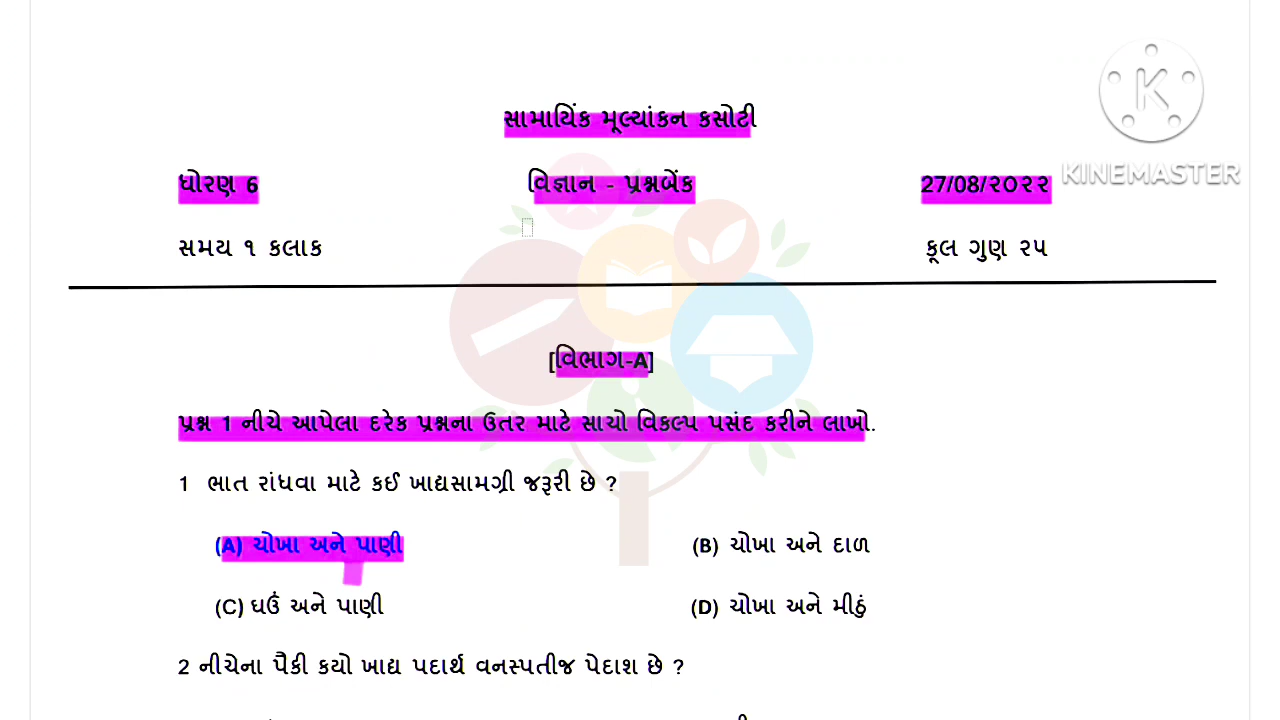 સામાયિંક મૂલ્યાંકન કસોટી
KINEMASTER
ધોરણ 6 વિજ્ઞાન - પ્રશ્નબેંક 27/08/૨૦૨૨
સમય ૧ કલાક કૂલ ગુણ ૨૫
[વિભાગ-A]
પ્રશ્ન 1 નીચે આપેલા દરેક પ્રશ્નના ઉતર માટે સાચો વિકલ્પ પસંદ કરીને લાખો.
1 ભાત રાંધવા માટે કઈ ખાદ્યસામગ્રી જરૂરી છે ?
(A) ચોખા અને પાણી (B) ચોખા અને દાળ
(C) ઘઉં અને પાણી (D) ચોખા અને મીઠું
2 નીચેના પૈકી કયો ખાદ્ય પદાર્થ વનસ્પતીજ પેદાશ છે ?